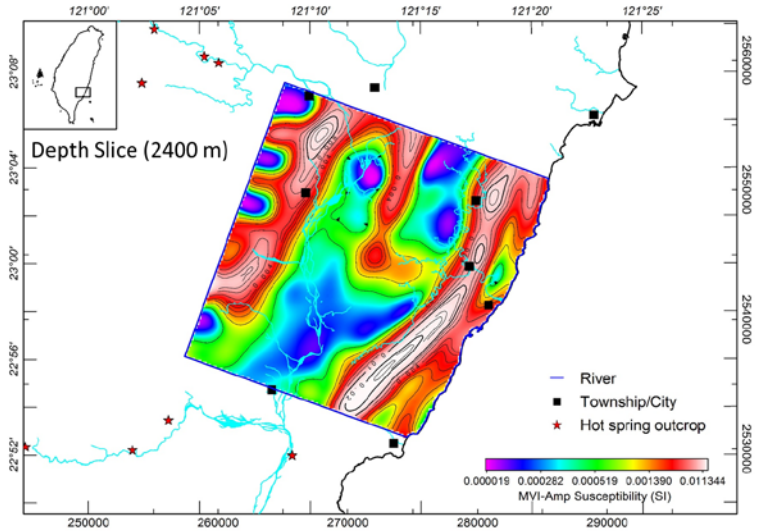 121°00' 121°05' 121°10' 121°15' 121°20' 121°25'
23°08'
23°04'
23°00'
22°56'
22°52'
2560000
2550000
2540000
2530000
Depth Slice (2400 m)
River
Township/City
Hot spring outcrop
0.000019 0.000282 0.000519 0.001390 0.011344
MVI-Amp Susceptibility (SI)
250000 260000 270000 280000 290000